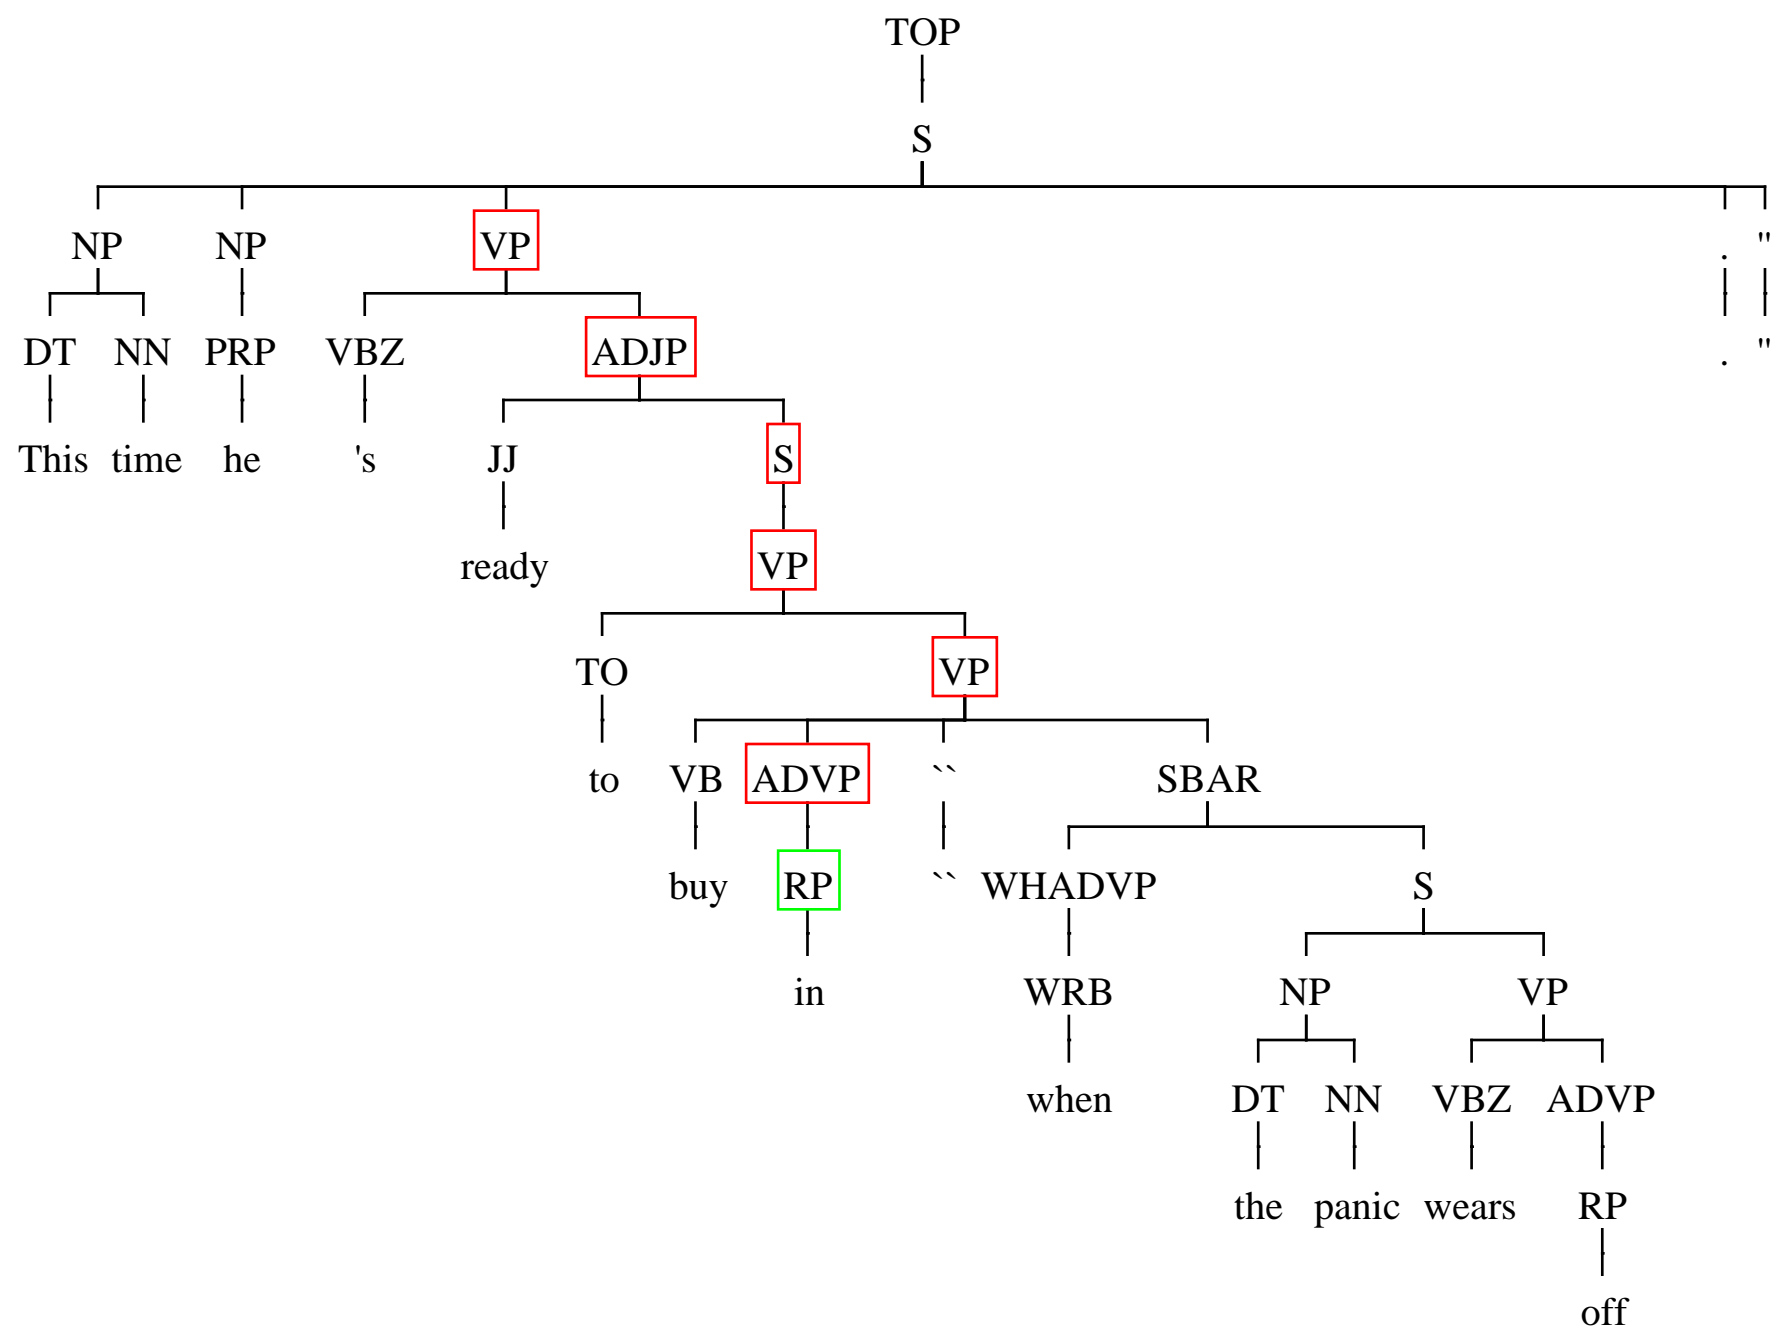 TOP
S
NP NP VP . "
DT NN PRP VBZ ADJP . "
This time he 's JJ S
ready VP
TO VP
to VB ADVP `` SBAR
buy RP `` WHADVP S
in WRB NP VP
when DT NN VBZ ADVP
the panic wears RP
off